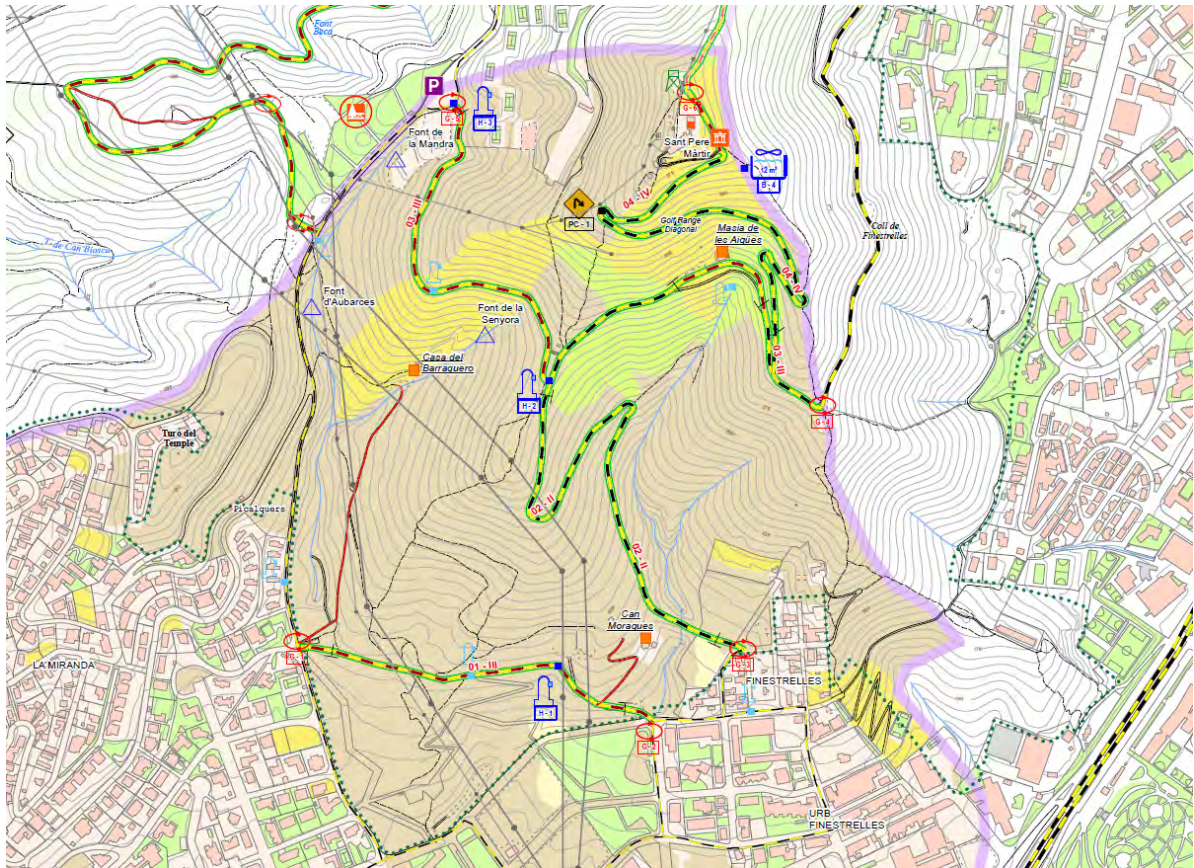 Font
Beca
P
G-5
H-3
G-6
Font de
la Mandra
Sant Pere
Màrtir
12 m³
B-4
03 - III
04 - IV
PC - 1
Golf Range
Diagonal
Masia de
les Aigües
Coll de
Finestrelles
T. de Can Biosca
04 - IV
Font
d'Aubarces
Font de la
Senyora
Casa del
Barraquero
03 - III
H-2
G-4
Turó del
Temple
Picalquers
02 - II
02 - II
Can
Moragues
LA MIRANDA
01 - III
G-3
FINESTRELLES
H-1
G-2
URB.
FINESTRELLES